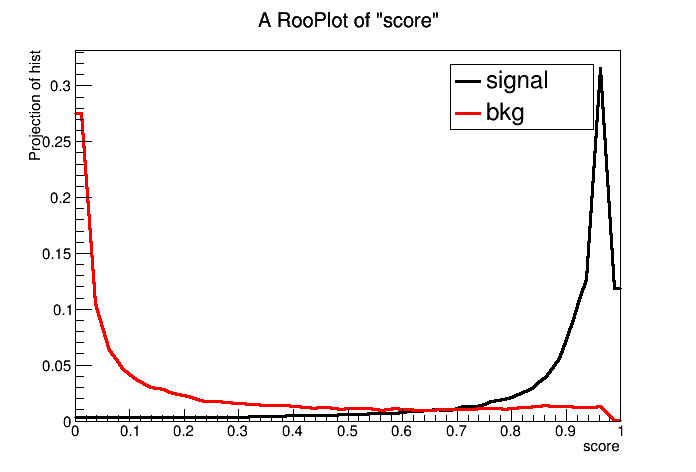 A RooPlot of "score"
Projection of hist
signal
bkg
0.3
0.25
0.2
0.15
0.1
0.05
0
0 0.1 0.2 0.3 0.4 0.5 0.6 0.7 0.8 0.9 1
score